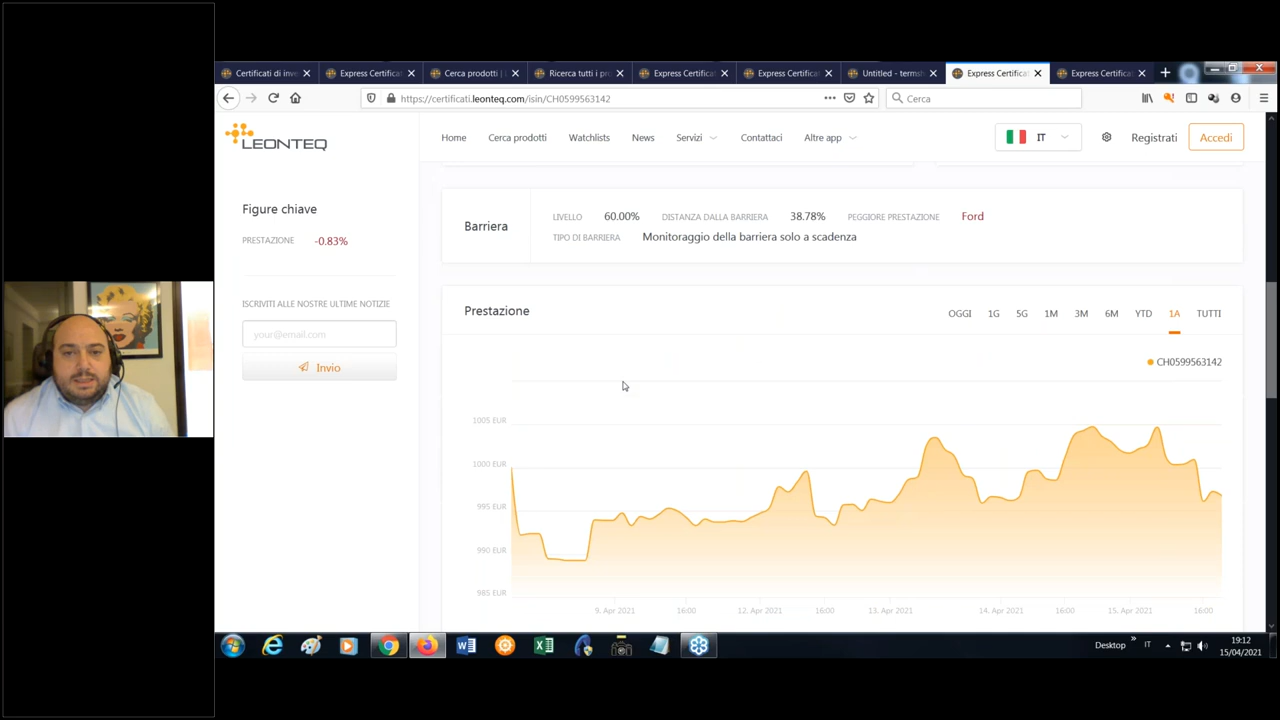 Certificati di inve
Express Certificat
Cerca prodotti | L
Ricerca tutti i pro
Express Certificat
Express Certificat
Untitled - termsh
Express Certificat
Express Certificat
https://certificati.leonteq.com/isin/CH0599563142
Cerca
LEONTEQ
Home
Cerca prodotti
Watchlists
News
Servizi
Contattaci
Altre app
IT
Registrati
Accedi
Figure chiave
PRESTAZIONE -0.83%
ISCRIVITI ALLE NOSTRE ULTIME NOTIZIE
your@email.com
Invio
Barriera
LIVELLO 60.00% DISTANZA DALLA BARRIERA 38.78% PEGGIORE PRESTAZIONE Ford
TIPO DI BARRIERA Monitoraggio della barriera solo a scadenza
Prestazione
OGGI 1G 5G 1M 3M 6M YTD 1A TUTTI
CH0599563142
1005 EUR
1000 EUR
995 EUR
990 EUR
985 EUR
9. Apr 2021 16:00 12. Apr 2021 16:00 13. Apr 2021 14. Apr 2021 16:00 15. Apr 2021 16:00
Desktop
IT
19:12
15/04/2021